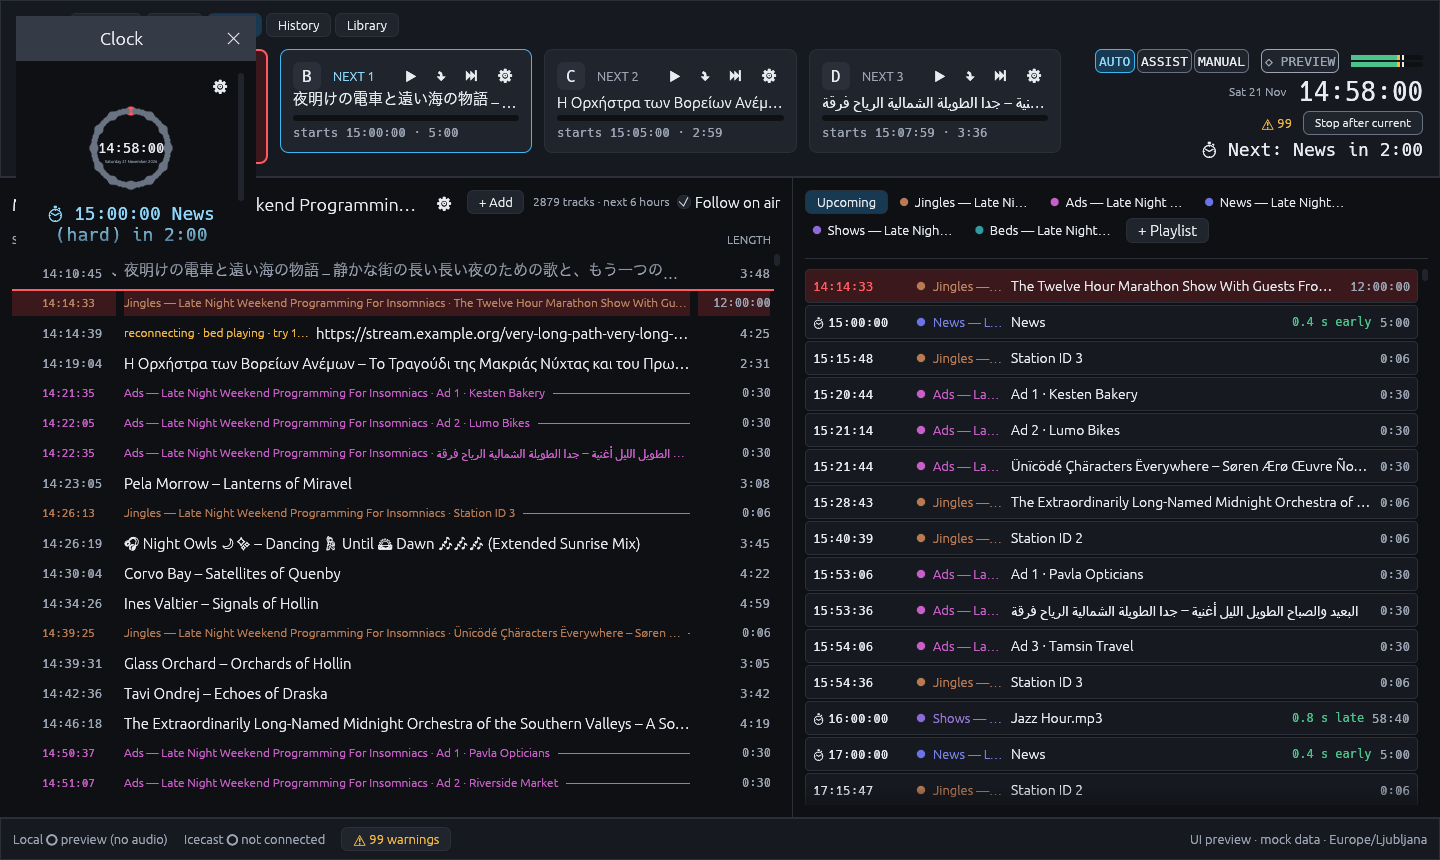 Clock
History
Library
14:58:00
Saturday 21 November 2026
15:00:00 News
(hard) in 2:00
B NEXT 1
夜明けの電車と遠い海の物語 – …
starts 15:00:00 · 5:00
C NEXT 2
Η Ορχήστρα των Βορείων Ανέμ…
starts 15:05:00 · 2:59
D NEXT 3
…نية – جدا الطويلة الشمالية الرياح فرقة
starts 15:07:59 · 3:36
AUTO ASSIST MANUAL ◇ PREVIEW
Sat 21 Nov 14:58:00
⚠ 99 Stop after current
Next: News in 2:00
kend Programmin… + Add 2879 tracks · next 6 hours Follow on air
LENGTH
14:10:45 夜明けの電車と遠い海の物語 – 静かな街の長い長い夜のための歌と、もう一つの… 3:48
14:14:33 Jingles — Late Night Weekend Programming For Insomniacs · The Twelve Hour Marathon Show With Gu… 12:00:00
14:14:39 reconnecting · bed playing · try 1… https://stream.example.org/very-long-path-very-long-… 4:25
14:19:04 Η Ορχήστρα των Βορείων Ανέμων – Το Τραγούδι της Μακριάς Νύχτας και του Πρω… 2:31
14:21:35 Ads — Late Night Weekend Programming For Insomniacs · Ad 1 · Kesten Bakery 0:30
14:22:05 Ads — Late Night Weekend Programming For Insomniacs · Ad 2 · Lumo Bikes 0:30
14:22:35 Ads — Late Night Weekend Programming For Insomniacs · الطويل الليل أغنية – جدا الطويلة الشمالية الرياح فرقة … 0:30
14:23:05 Pela Morrow – Lanterns of Miravel 3:08
14:26:13 Jingles — Late Night Weekend Programming For Insomniacs · Station ID 3 0:06
14:26:19 🎧 Night Owls 🌙✨ – Dancing 💃 Until 🌅 Dawn 🎶🎶🎶 (Extended Sunrise Mix) 3:45
14:30:04 Corvo Bay – Satellites of Quenby 4:22
14:34:26 Ines Valtier – Signals of Hollin 4:59
14:39:25 Jingles — Late Night Weekend Programming For Insomniacs · Ünïcödé Çhäracters Ëverywhere – Søren … 0:06
14:39:31 Glass Orchard – Orchards of Hollin 3:05
14:42:36 Tavi Ondrej – Echoes of Draska 3:42
14:46:18 The Extraordinarily Long-Named Midnight Orchestra of the Southern Valleys – A So… 4:19
14:50:37 Ads — Late Night Weekend Programming For Insomniacs · Ad 1 · Pavla Opticians 0:30
14:51:07 Ads — Late Night Weekend Programming For Insomniacs · Ad 2 · Riverside Market 0:30
Upcoming Jingles — Late Ni… Ads — Late Night … News — Late Night…
Shows — Late Nigh… Beds — Late Night… + Playlist
14:14:33 Jingles —… The Twelve Hour Marathon Show With Guests Fro… 12:00:00
15:00:00 News — L… News 0.4 s early 5:00
15:15:48 Jingles —… Station ID 3 0:06
15:20:44 Ads — La… Ad 1 · Kesten Bakery 0:30
15:21:14 Ads — La… Ad 2 · Lumo Bikes 0:30
15:21:44 Ads — La… Ünïcödé Çhäracters Ëverywhere – Søren Ærø Œuvre Ño… 0:30
15:28:43 Jingles —… The Extraordinarily Long-Named Midnight Orchestra of … 0:06
15:40:39 Jingles —… Station ID 2 0:06
15:53:06 Ads — La… Ad 1 · Pavla Opticians 0:30
15:53:36 Ads — La… البعيد والصباح الطويل الليل أغنية – جدا الطويلة الشمالية الرياح فرقة 0:30
15:54:06 Ads — La… Ad 3 · Tamsin Travel 0:30
15:54:36 Jingles —… Station ID 3 0:06
16:00:00 Shows — … Jazz Hour.mp3 0.8 s late 58:40
17:00:00 News — L… News 0.4 s early 5:00
17:15:47 Jingles —… Station ID 2 0:06
Local preview (no audio) Icecast not connected ⚠ 99 warnings UI preview · mock data · Europe/Ljubljana